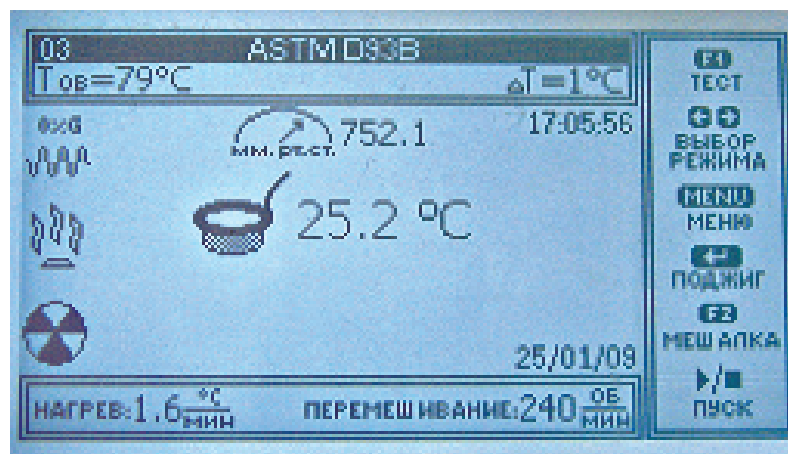 03 ASTM D93B
Tов=79°C ΔT=1°C
0%G
мм. рт.ст. 752.1
17:05:56
25.2 °C
25/01/09
НАГРЕВ:1.6 °C/МИН
ПЕРЕМЕШИВАНИЕ:240 ОБ/МИН
F1
ТЕСТ
ВЫБОР
РЕЖИМА
MENU
МЕНЮ
ПОДЖИГ
F2
МЕШАЛКА
ПУСК